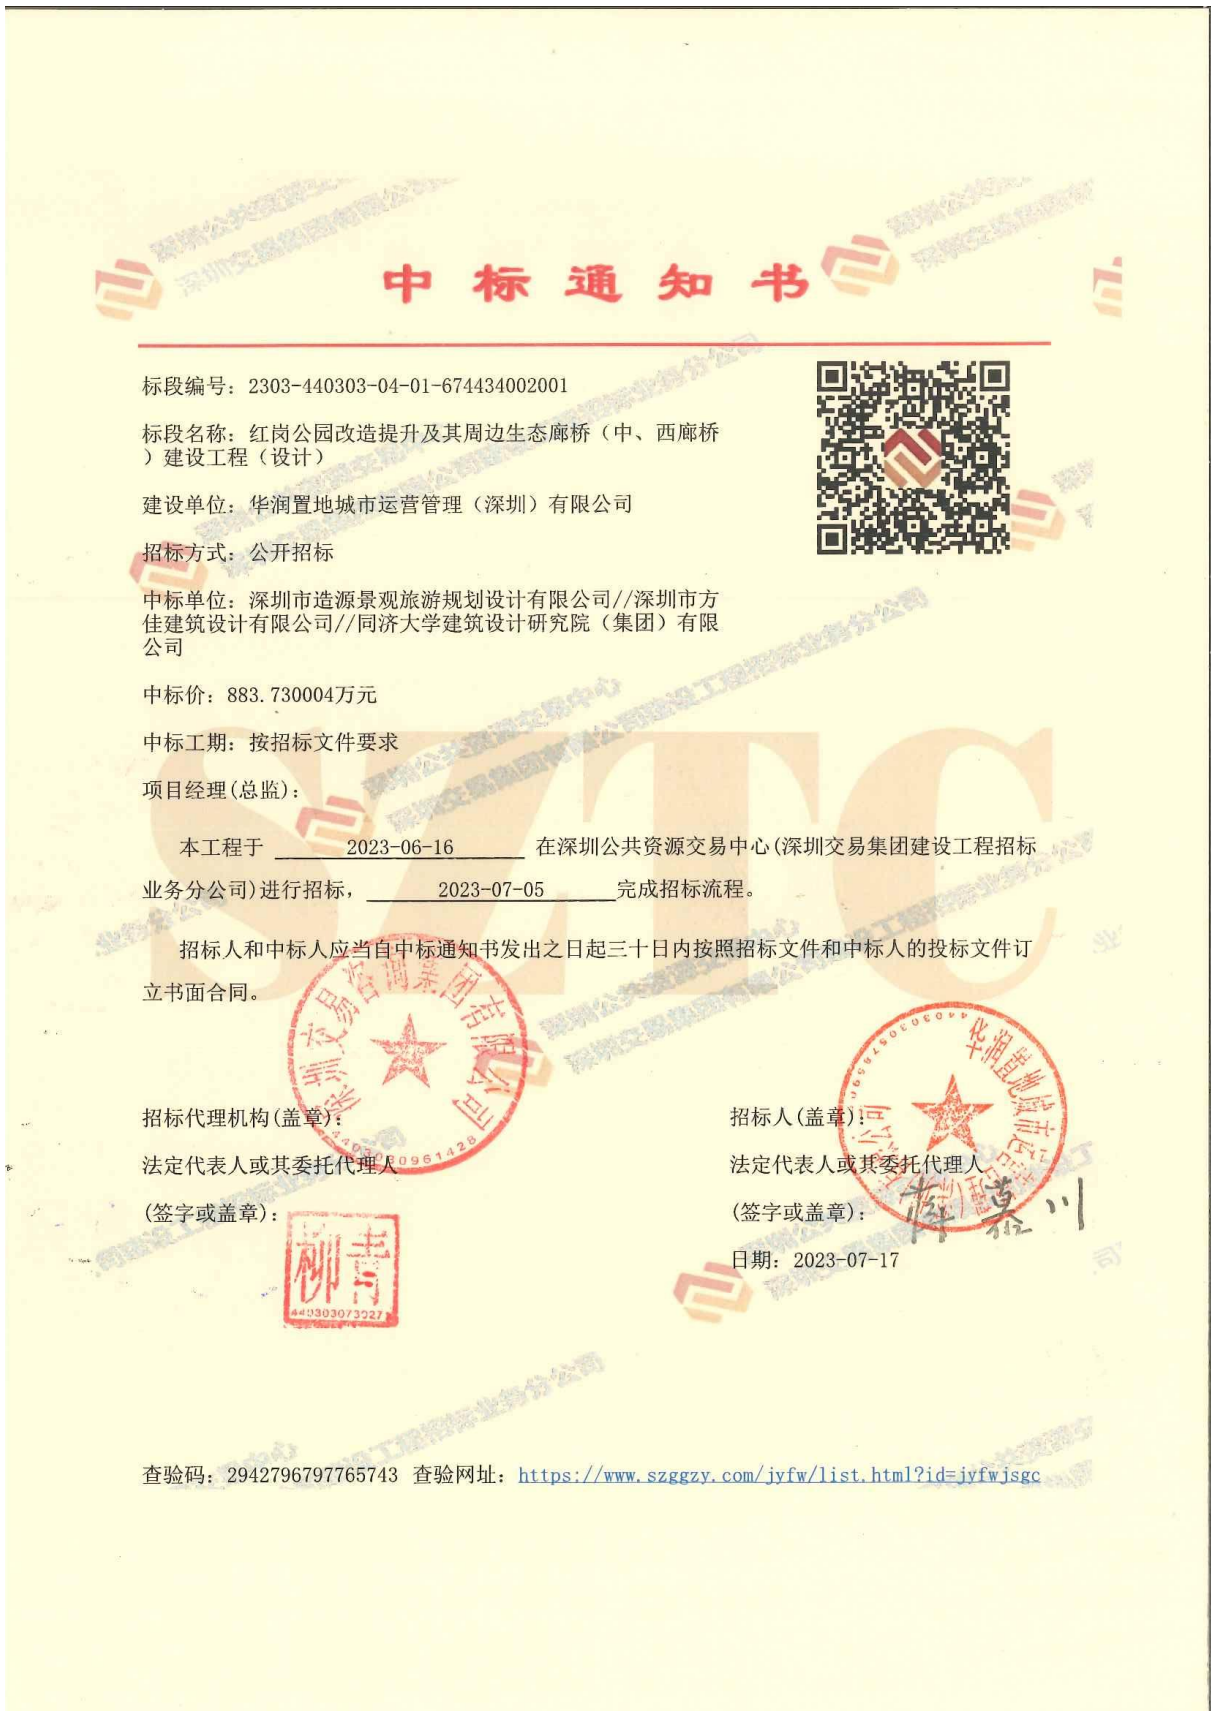 中标通知书
标段编号：2303-440303-04-01-674434002001
标段名称：红岗公园改造提升及其周边生态廊桥（中、西廊桥
）建设工程（设计）
建设单位：华润置地城市运营管理（深圳）有限公司
招标方式：公开招标
中标单位：深圳市造源景观旅游规划设计有限公司//深圳市方
佳建筑设计有限公司//同济大学建筑设计研究院（集团）有限
公司
中标价：883.730004万元
中标工期：按招标文件要求
项目经理(总监)：
SZTC
本工程于 2023-06-16 在深圳公共资源交易中心(深圳交易集团建设工程招标
业务分公司)进行招标， 2023-07-05 完成招标流程。
招标人和中标人应当自中标通知书发出之日起三十日内按照招标文件和中标人的投标文件订
立书面合同。
深圳交易咨询集团有限公司
4403030961428
招标代理机构(盖章)：
法定代表人或其委托代理人
(签字或盖章)：
柳青
招标人(盖章)：
法定代表人或其委托代理人
(签字或盖章)：
日期：2023-07-17
查验码：2942796797765743 查验网址：https://www.szggzy.com/jyfw/list.html?id=jyfwjsgc